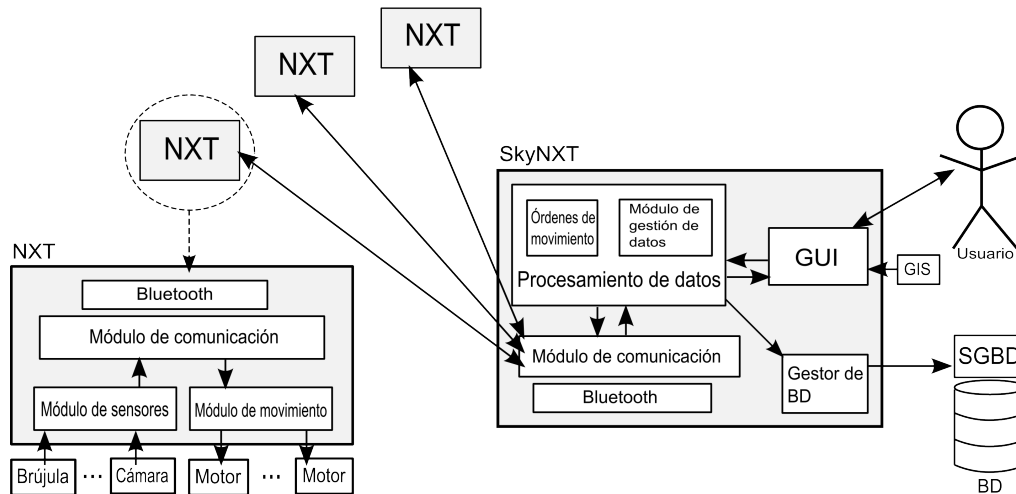 NXT
NXT
NXT
SkyNXT
Órdenes de
movimiento
Módulo de
gestión de
datos
Procesamiento de datos
GUI
Usuario
GIS
Módulo de comunicación
Bluetooth
Gestor de
BD
SGBD
BD
NXT
Bluetooth
Módulo de comunicación
Módulo de sensores
Módulo de movimiento
Brújula
...
Cámara
Motor
...
Motor